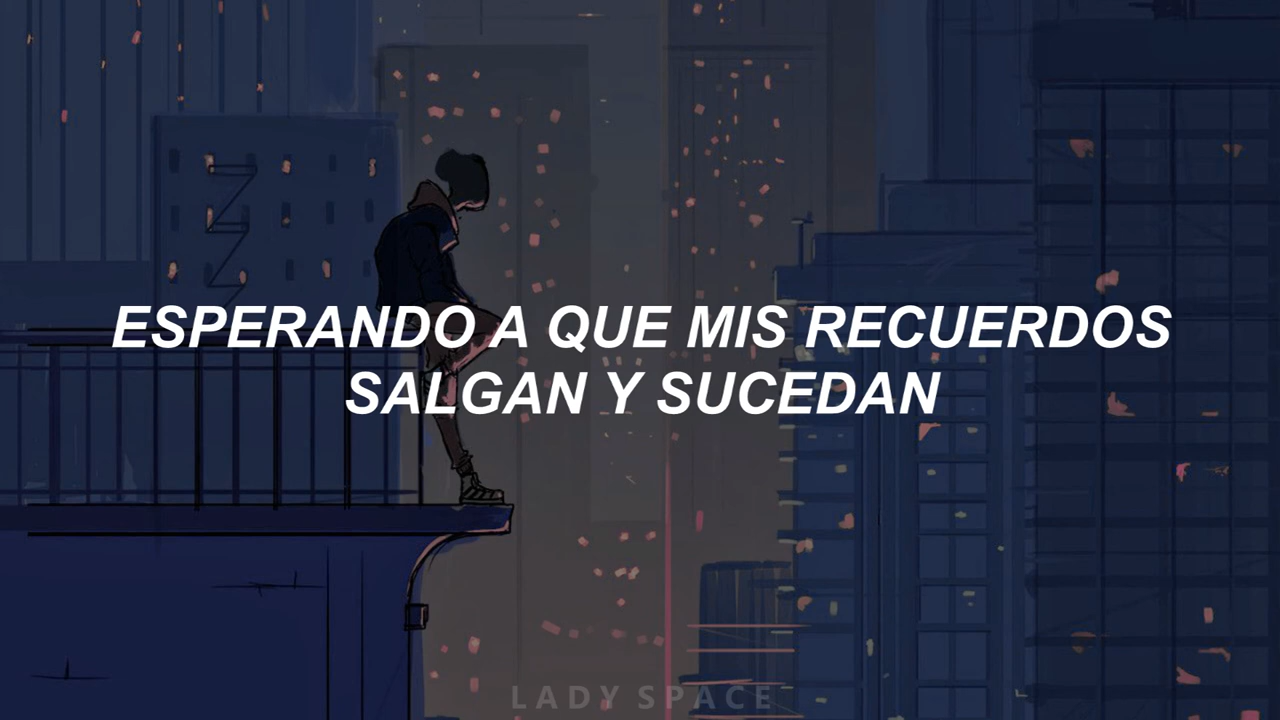 ESPERANDO A QUE MIS RECUERDOS
SALGAN Y SUCEDAN
LADY SPACE